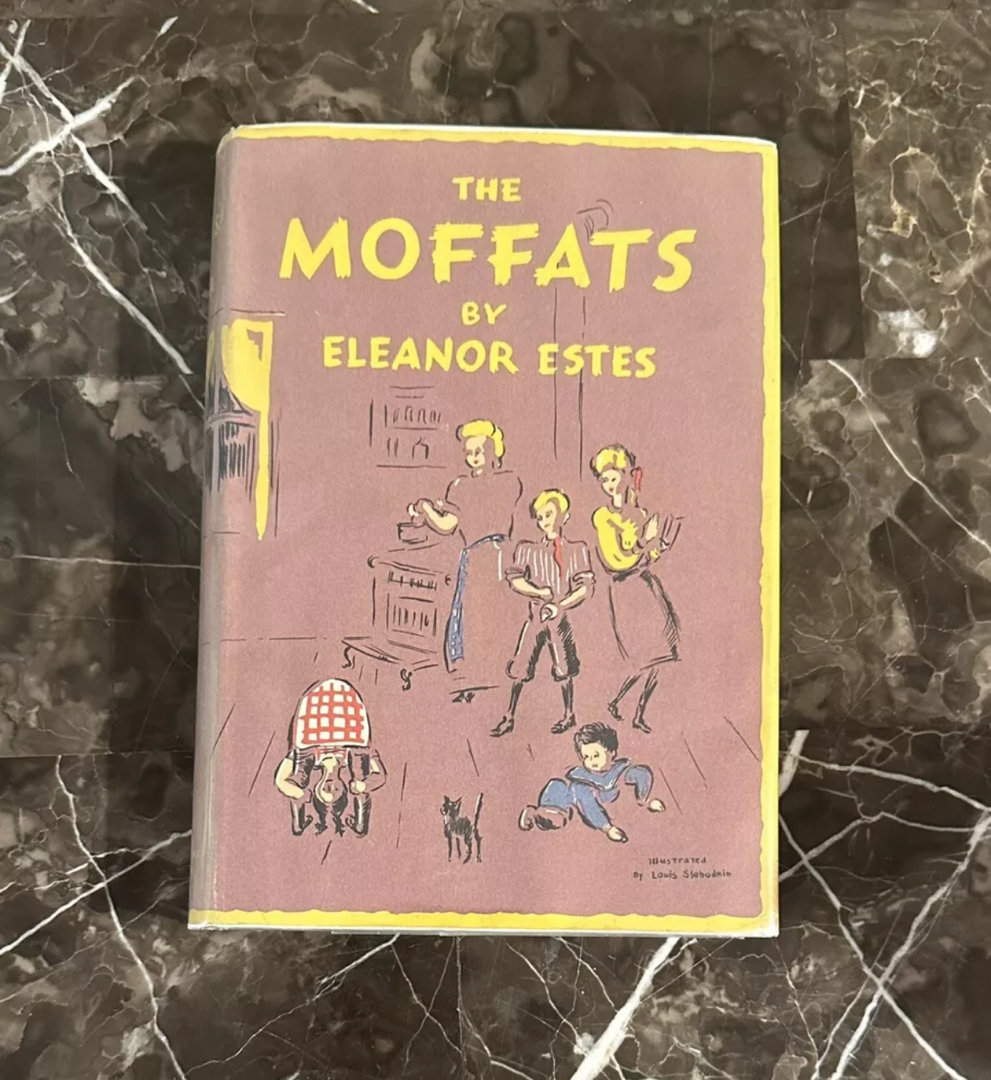 THE
MOFFATS
BY
ELEANOR ESTES
Illustrated
By Louis Slobodkin